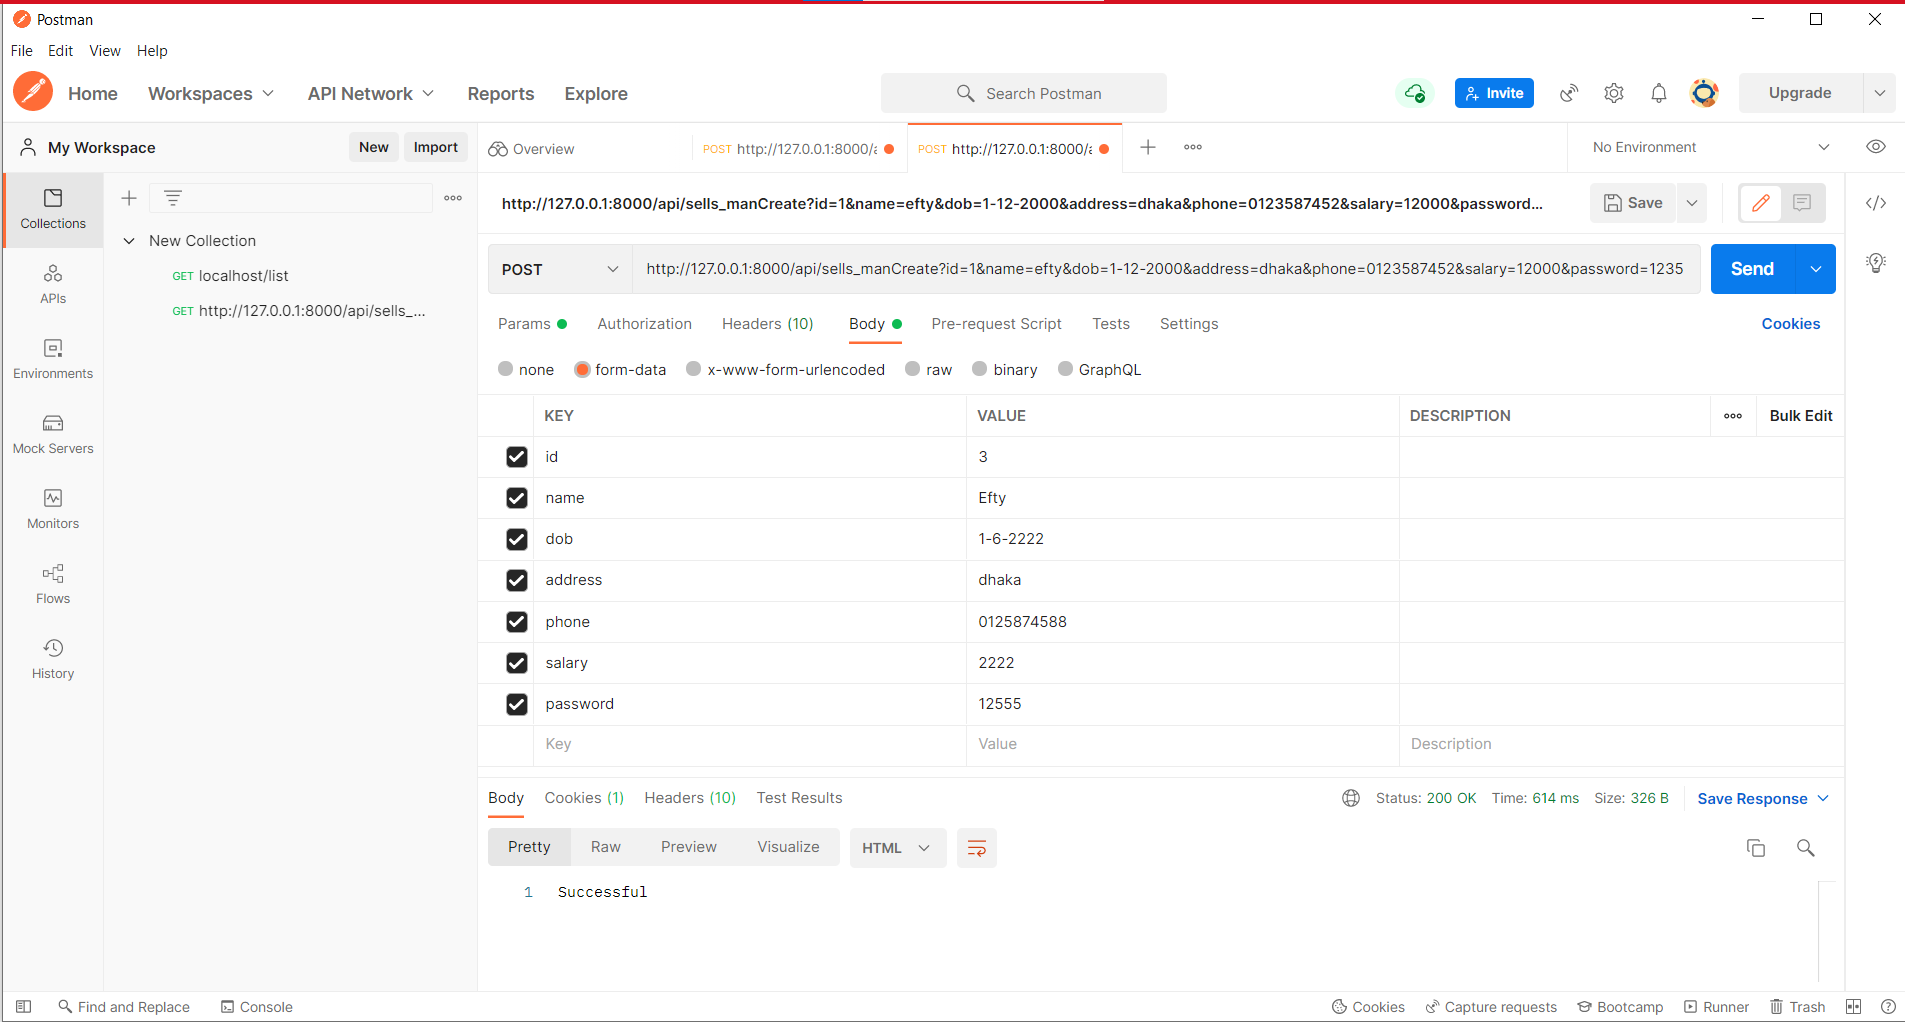 Postman
File Edit View Help
Home Workspaces API Network Reports Explore Search Postman Invite Upgrade
My Workspace New Import Overview POST http://127.0.0.1:8000/a POST http://127.0.0.1:8000/a No Environment
Collections
APIs
Environments
Mock Servers
Monitors
Flows
History
New Collection
GET localhost/list
GET http://127.0.0.1:8000/api/sells_...
http://127.0.0.1:8000/api/sells_manCreate?id=1&name=efty&dob=1-12-2000&address=dhaka&phone=0123587452&salary=12000&password... Save
POST http://127.0.0.1:8000/api/sells_manCreate?id=1&name=efty&dob=1-12-2000&address=dhaka&phone=0123587452&salary=12000&password=1235 Send
Params Authorization Headers (10) Body Pre-request Script Tests Settings Cookies
none form-data x-www-form-urlencoded raw binary GraphQL
KEY VALUE DESCRIPTION Bulk Edit
id 3
name Efty
dob 1-6-2222
address dhaka
phone 0125874588
salary 2222
password 12555
Key Value Description
Body Cookies (1) Headers (10) Test Results Status: 200 OK Time: 614 ms Size: 326 B Save Response
Pretty Raw Preview Visualize HTML
1 Successful
Find and Replace Console Cookies Capture requests Bootcamp Runner Trash